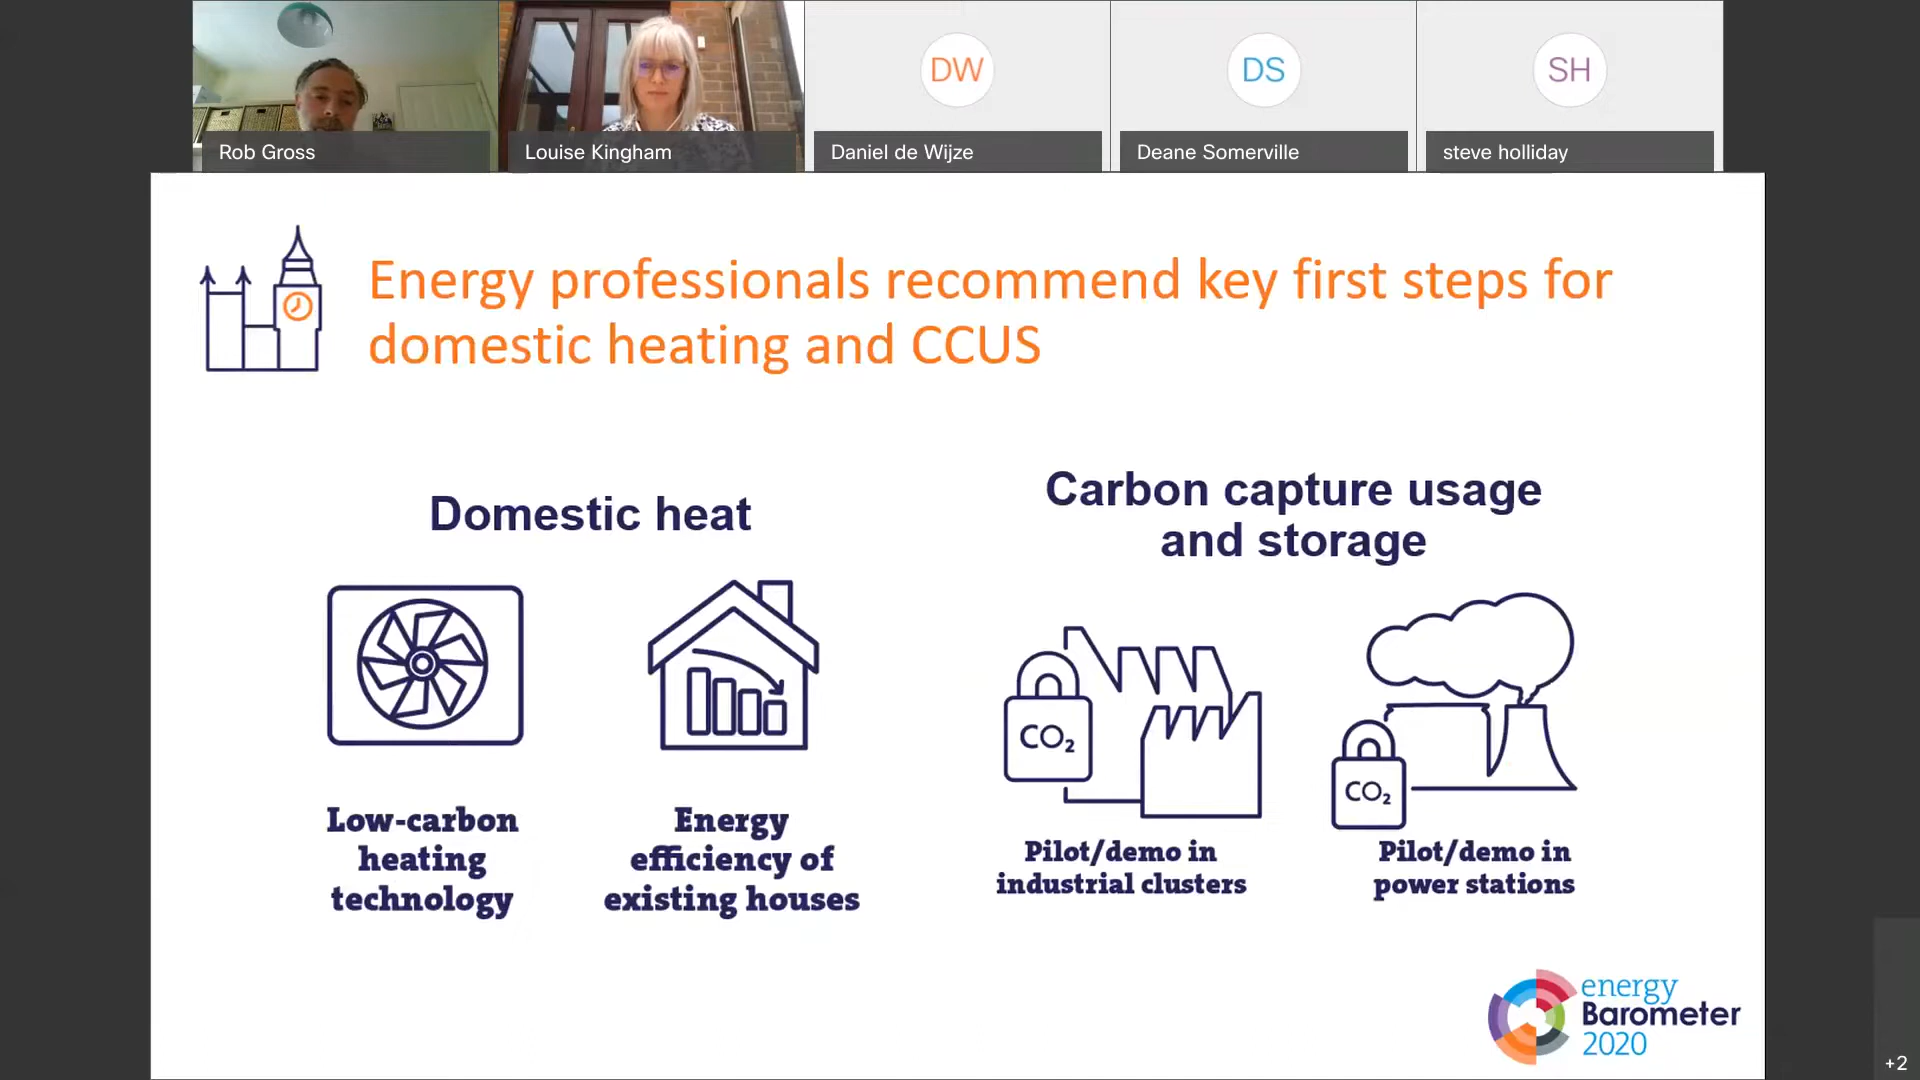 DW
DS
SH
Rob Gross
Louise Kingham
Daniel de Wijze
Deane Somerville
steve holliday
Energy professionals recommend key first steps for
domestic heating and CCUS
Domestic heat
Carbon capture usage
and storage
CO₂
CO₂
Low-carbon
heating
technology
Energy
efficiency of
existing houses
Pilot/demo in
industrial clusters
Pilot/demo in
power stations
energy
Barometer
2020
+2